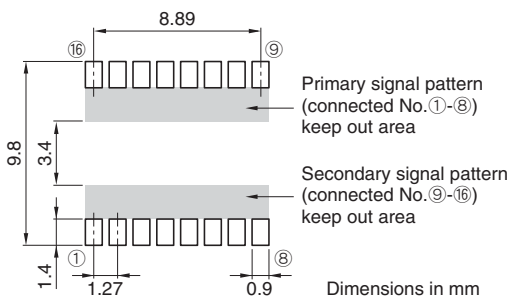 8.89
⑯
⑨
Primary signal pattern
(connected No.①-⑧)
keep out area
9.8
3.4
Secondary signal pattern
(connected No.⑨-⑯)
keep out area
①
⑧
1.4
1.27
0.9
Dimensions in mm